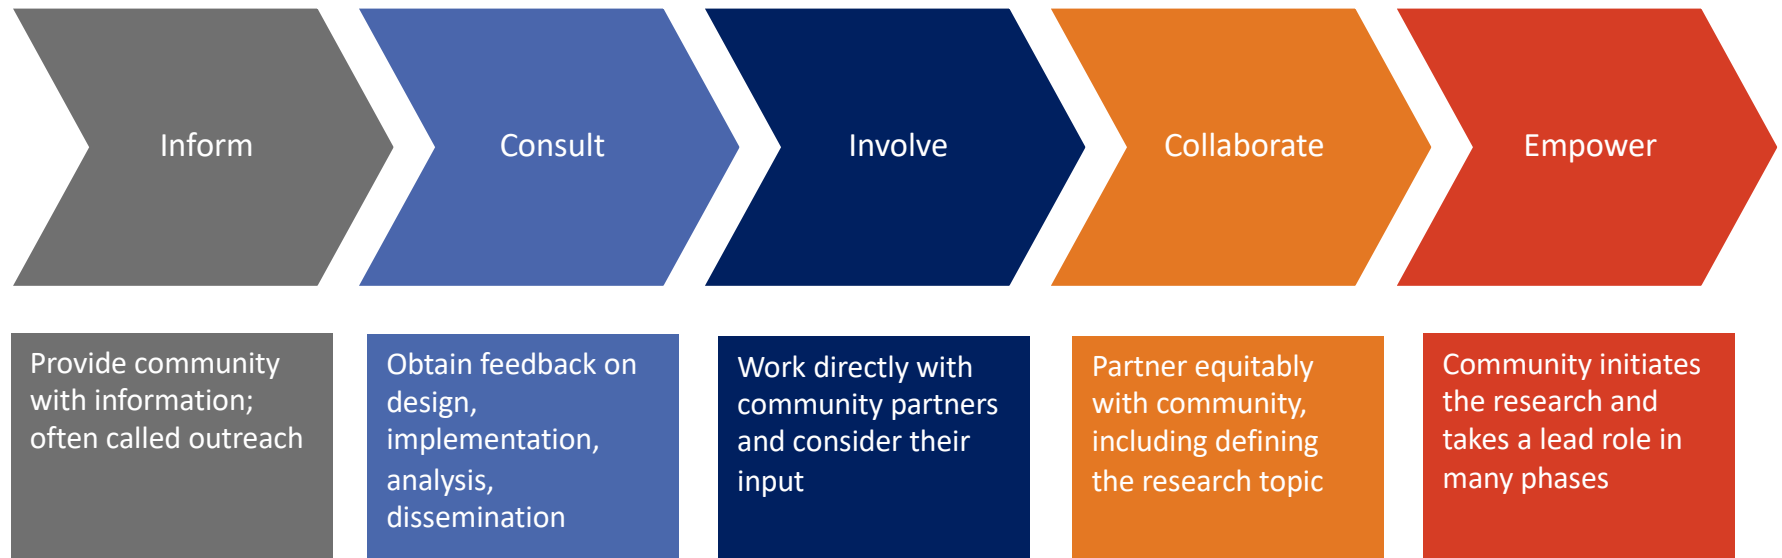 Inform
Consult
Involve
Collaborate
Empower
Provide community
with information;
often called outreach
Obtain feedback on
design,
implementation,
analysis,
dissemination
Work directly with
community partners
and consider their
input
Partner equitably
with community,
including defining
the research topic
Community initiates
the research and
takes a lead role in
many phases